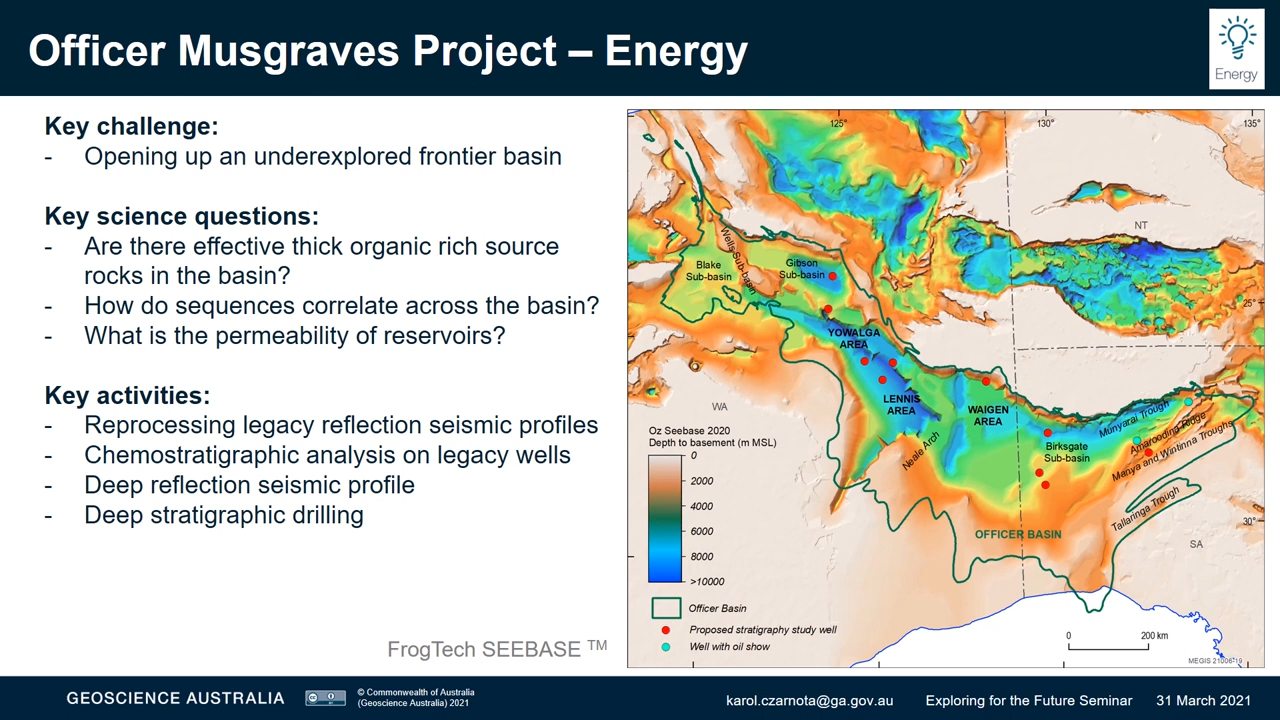 Officer Musgraves Project – Energy
Energy
Key challenge:
- Opening up an underexplored frontier basin
Key science questions:
- Are there effective thick organic rich source
rocks in the basin?
- How do sequences correlate across the basin?
- What is the permeability of reservoirs?
Key activities:
- Reprocessing legacy reflection seismic profiles
- Chemostratigraphic analysis on legacy wells
- Deep reflection seismic profile
- Deep stratigraphic drilling
FrogTech SEEBASE ™
125°
130°
135°
NT
Wells Sub-basin
Blake
Sub-basin
Gibson
Sub-basin
25°
YOWALGA
AREA
WA
LENNIS
AREA
WAIGEN
AREA
Munyarai Trough
Ammaroodinna Ridge
Manya and Wintinna Troughs
Neale Arch
Birksgate
Sub-basin
Tallaringa Trough
30°
OFFICER BASIN
SA
Oz Seebase 2020
Depth to basement (m MSL)
0
2000
4000
6000
8000
>10000
Officer Basin
Proposed stratigraphy study well
Well with oil show
0
200 km
MEGIS 21006-19
GEOSCIENCE AUSTRALIA
© Commonwealth of Australia
(Geoscience Australia) 2021
karol.czarnota@ga.gov.au
Exploring for the Future Seminar
31 March 2021